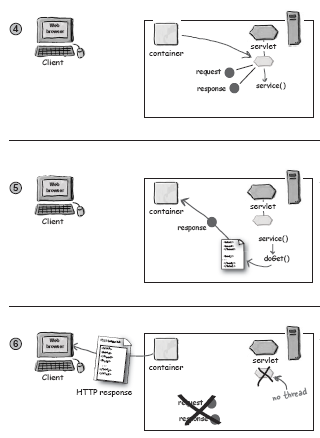 4
Web
browser
Client
container
servlet
request
response
service()
5
Web
browser
Client
container
servlet
response
service()
doGet()
6
Web
browser
Client
HTTP response
container
servlet
no thread
request
response